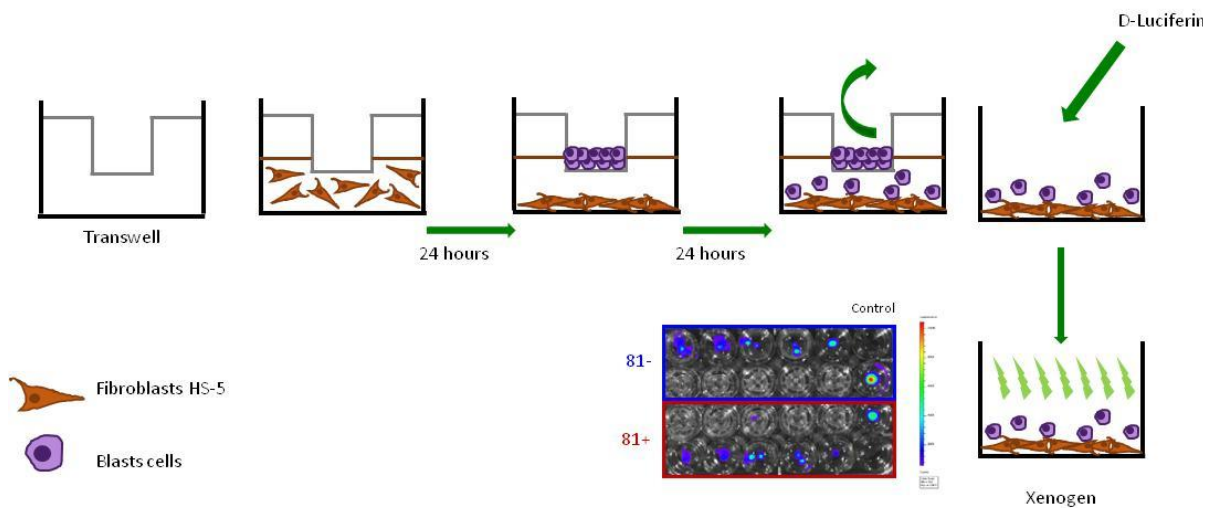 D-Luciferin
Transwell
24 hours
24 hours
Control
81-
81+
Fibroblasts HS-5
Blasts cells
Xenogen